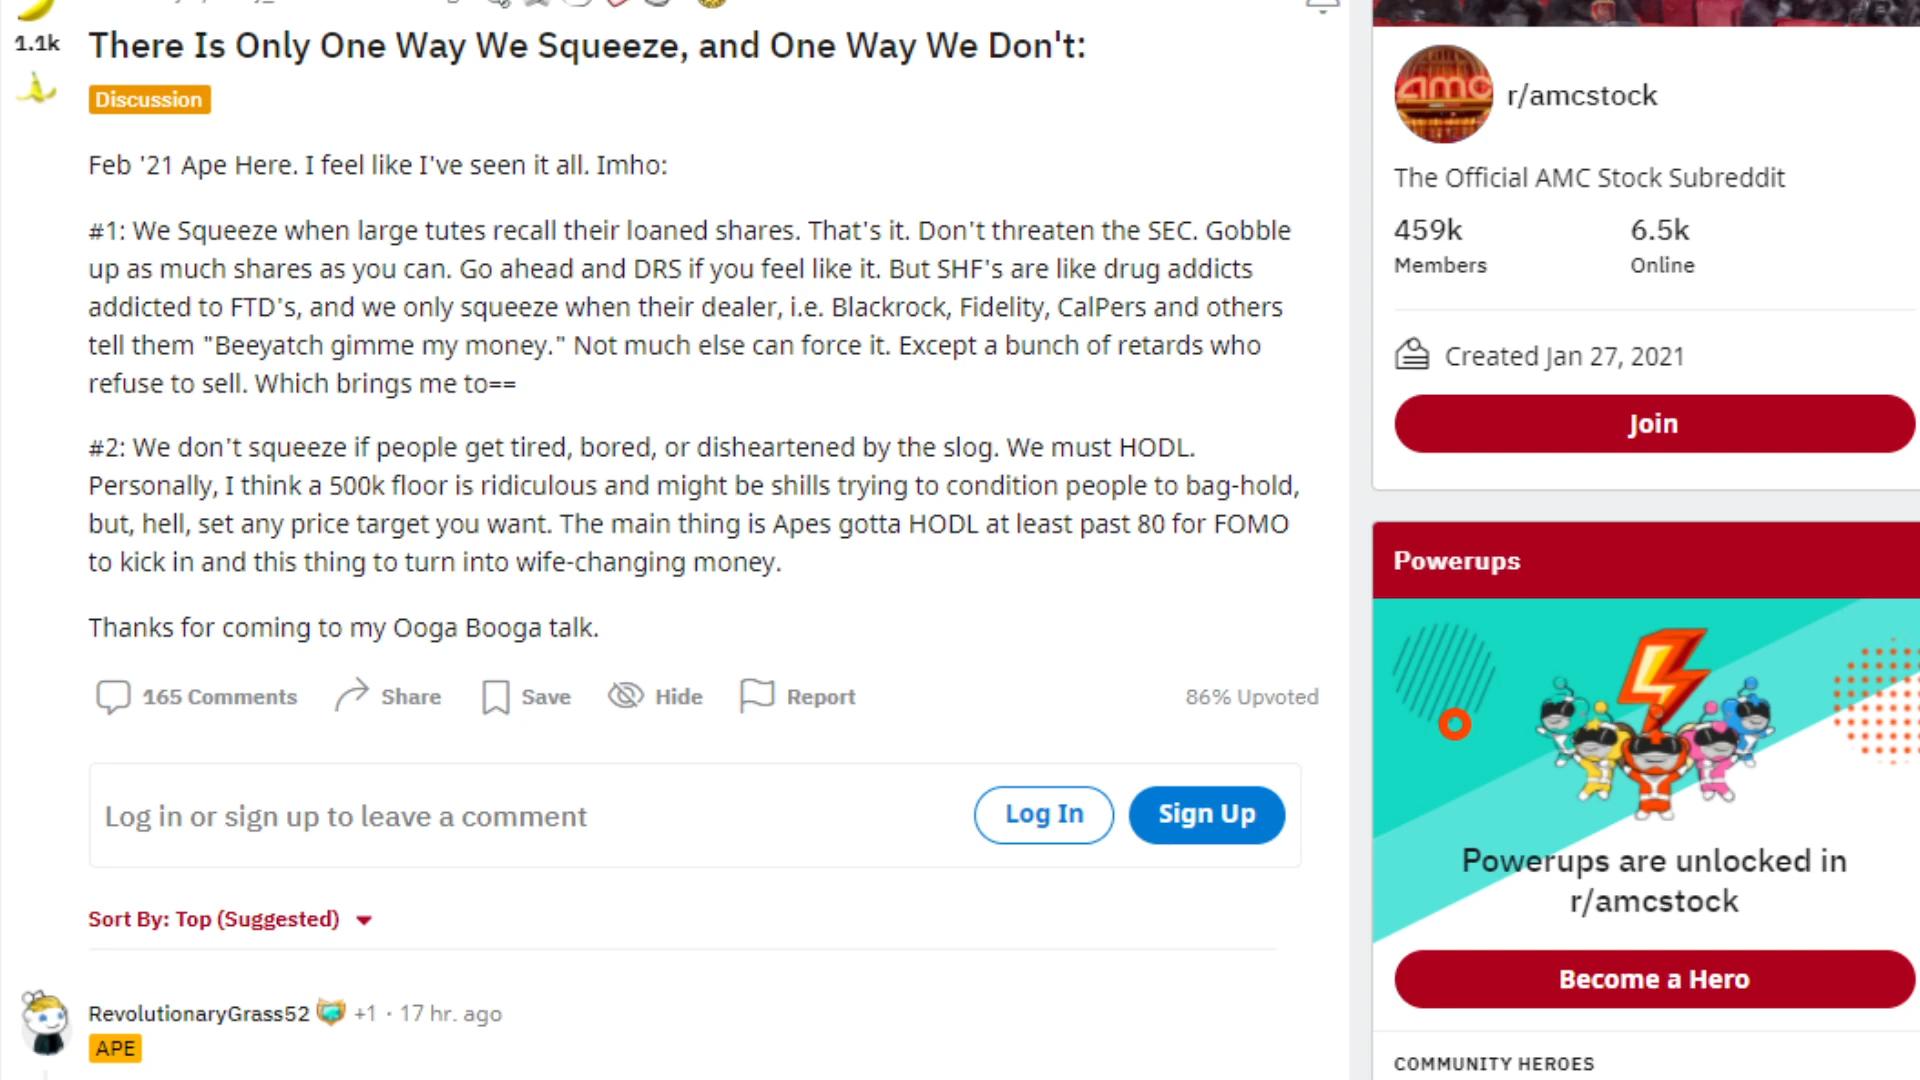 1.1k
There Is Only One Way We Squeeze, and One Way We Don't:
Discussion
Feb '21 Ape Here. I feel like I've seen it all. Imho:
#1: We Squeeze when large tutes recall their loaned shares. That's it. Don't threaten the SEC. Gobble
up as much shares as you can. Go ahead and DRS if you feel like it. But SHF's are like drug addicts
addicted to FTD's, and we only squeeze when their dealer, i.e. Blackrock, Fidelity, CalPers and others
tell them "Beeyatch gimme my money." Not much else can force it. Except a bunch of retards who
refuse to sell. Which brings me to==
#2: We don't squeeze if people get tired, bored, or disheartened by the slog. We must HODL.
Personally, I think a 500k floor is ridiculous and might be shills trying to condition people to bag-hold,
but, hell, set any price target you want. The main thing is Apes gotta HODL at least past 80 for FOMO
to kick in and this thing to turn into wife-changing money.
Thanks for coming to my Ooga Booga talk.
165 Comments Share Save Hide Report 86% Upvoted
Log in or sign up to leave a comment Log In Sign Up
Sort By: Top (Suggested)
RevolutionaryGrass52 +1 · 17 hr. ago
APE
amc
r/amcstock
The Official AMC Stock Subreddit
459k 6.5k
Members Online
Created Jan 27, 2021
Join
Powerups
Powerups are unlocked in
r/amcstock
Become a Hero
COMMUNITY HEROES